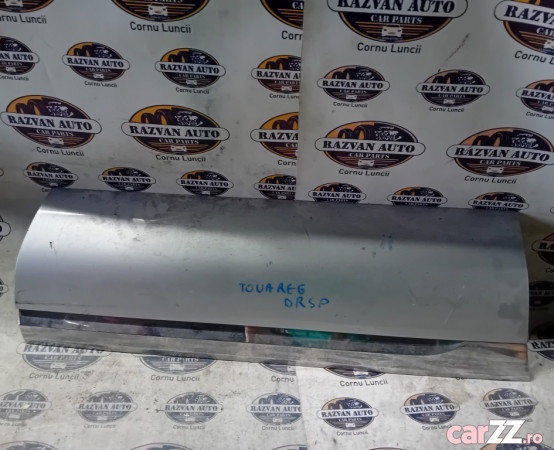 RAZVAN AUTO
CAR PARTS
Cornu Luncii
TOUAREG
DRSP
carzz.ro